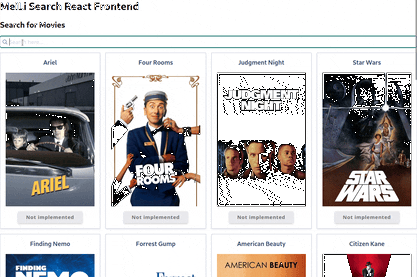 MeiLi Search React Frontend
Search for Movies
Ariel
Four Rooms
Judgment Night
Star Wars
ARIEL
FOUR
ROOMS
JUDGMENT
NIGHT
STAR
WARS
Not implemented
Not implemented
Not implemented
Not implemented
Finding Nemo
Forrest Gump
American Beauty
Citizen Kane
FINDING
NEMO
Forrest
AMERICAN BEAUTY